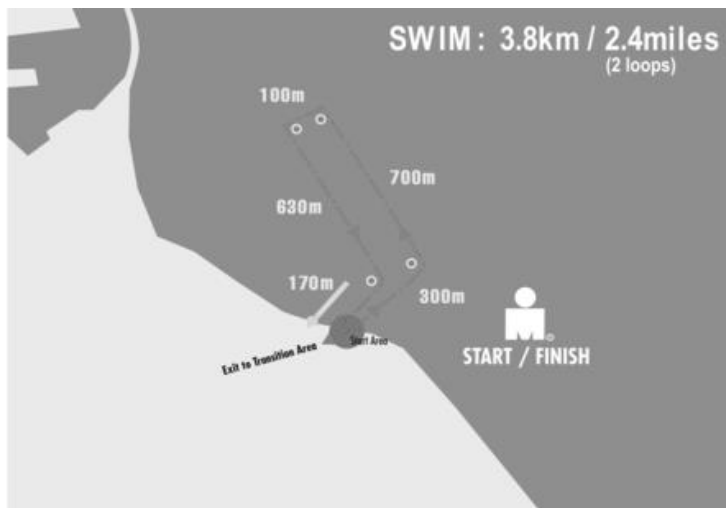 SWIM: 3.8km / 2.4miles
(2 loops)
100m
700m
630m
170m
300m
START / FINISH
Start Area
Exit to Transition Area